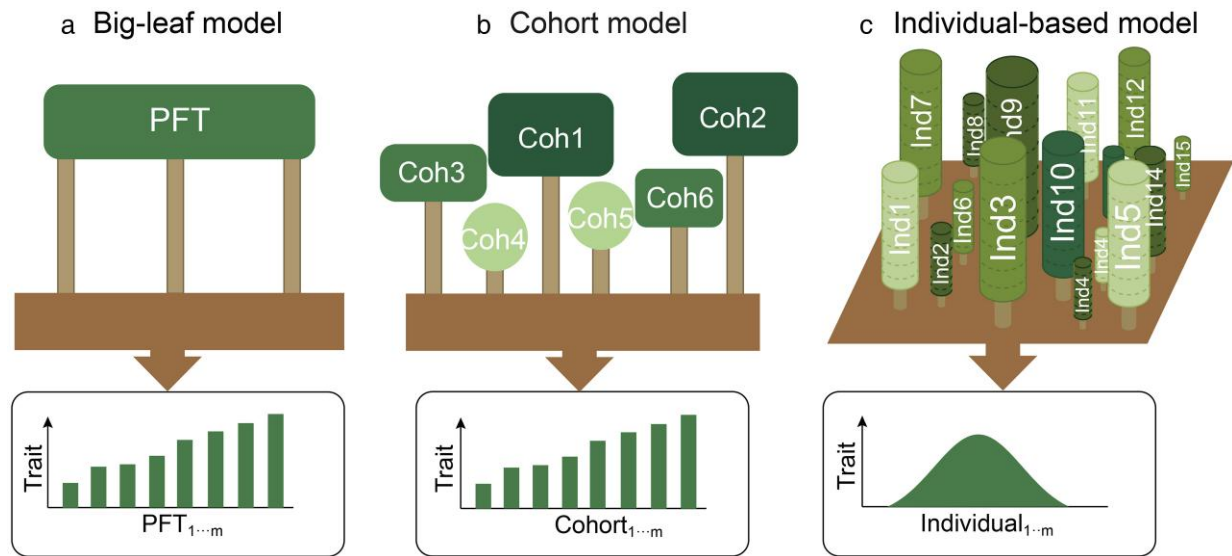 a Big-leaf model
b Cohort model
c Individual-based model
PFT
Coh1
Coh2
Coh3
Coh4
Coh5
Coh6
Ind7
Ind8
Ind9
Ind11
Ind12
Ind15
Ind1
Ind6
Ind3
Ind10
Ind14
Ind2
Ind4
Ind4
Ind5
Trait
PFT1...m
Trait
Cohort1...m
Trait
Individual1..m